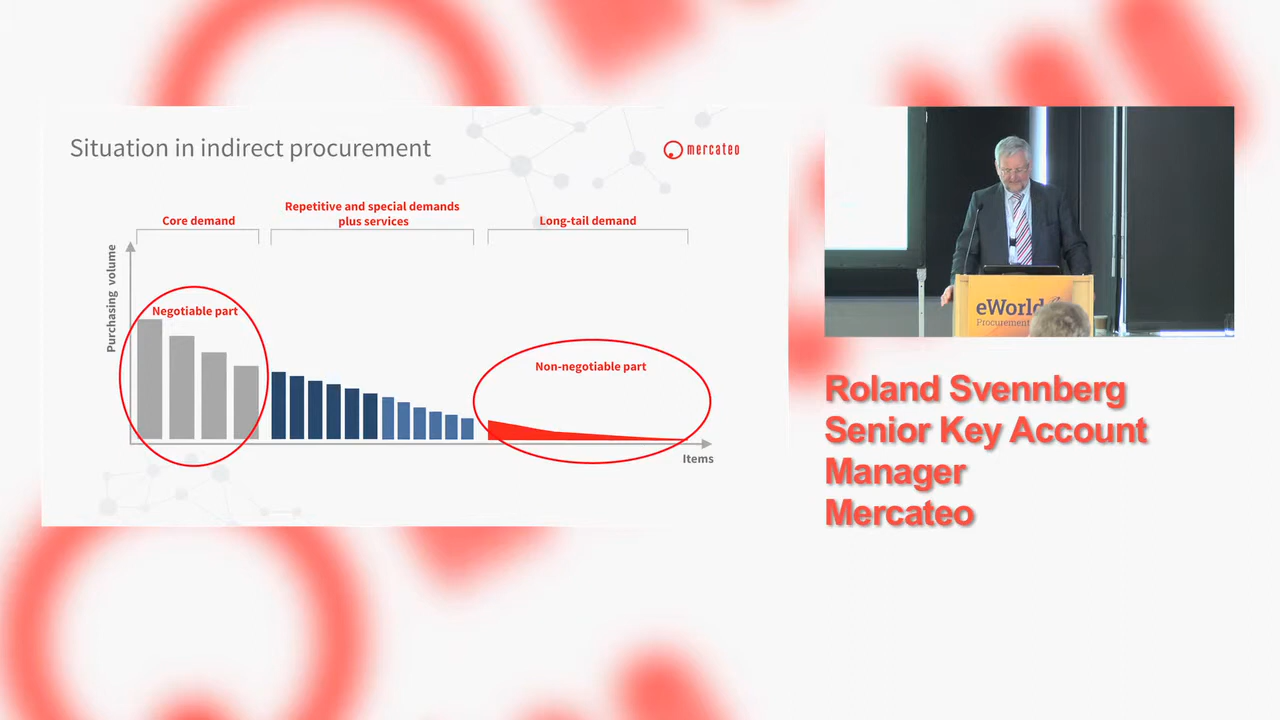 Situation in indirect procurement
mercateo
Core demand
Repetitive and special demands
plus services
Long-tail demand
Purchasing volume
Negotiable part
Non-negotiable part
Items
eWorld
Procurement
Roland Svennberg
Senior Key Account
Manager
Mercateo